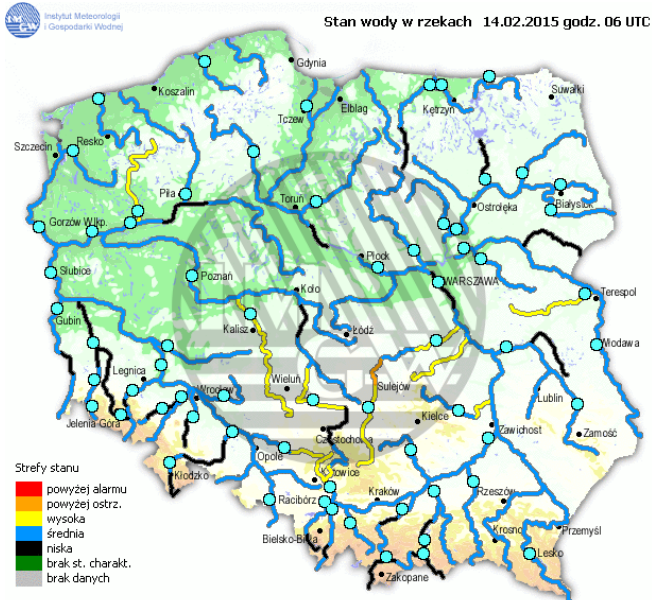 Instytut Meteorologii
i Gospodarki Wodnej
IMGW
Stan wody w rzekach 14.02.2015 godz. 06 UTC
Gdynia
Koszalin
Suwałki
Elbląg
Kętrzyn
Tczew
Resko
Szczecin
Piła
Toruń
Ostrołęka
Białystok
Gorzów Wlkp.
Płock
Słubice
Poznań
Koło
WARSZAWA
Terespol
Gubin
Kalisz
Łódź
Włodawa
Legnica
Wieluń
Sulejów
Wrocław
Lublin
Jelenia Góra
Kielce
Zawichost
Zamość
Częstochowa
Opole
Kłodzko
Katowice
Strefy stanu
Racibórz
Kraków
Rzeszów
powyżej alarmu
powyżej ostrz.
wysoka
średnia
niska
brak st. charakt.
brak danych
Bielsko-Biała
Krosno
Przemyśl
Lesko
Zakopane